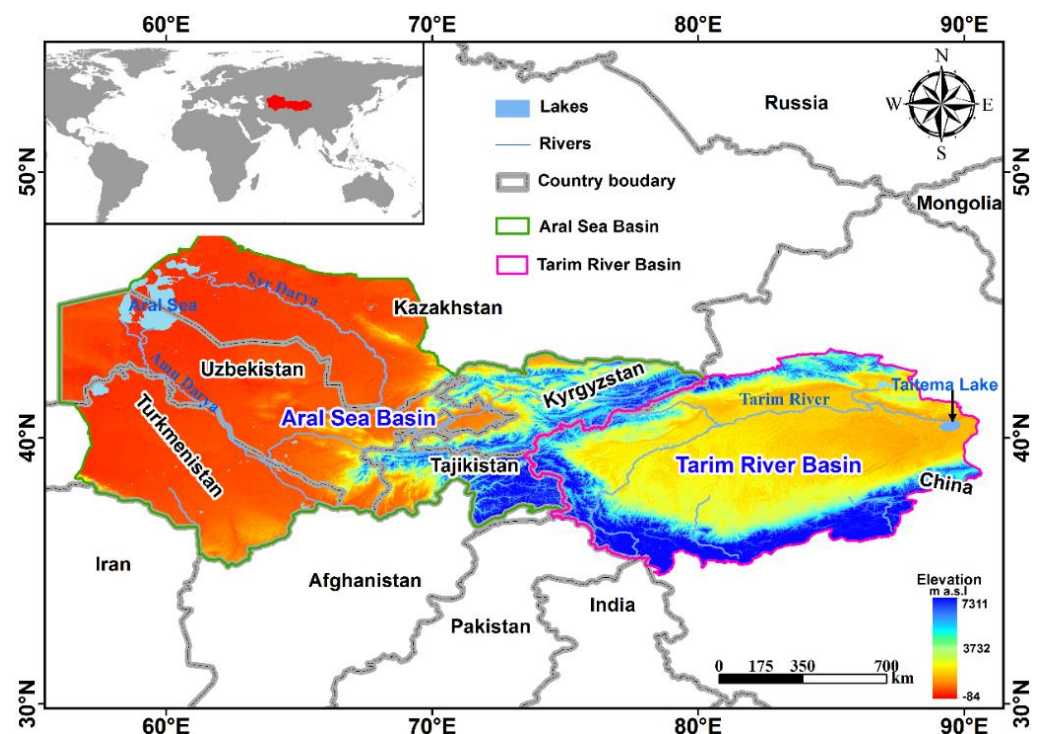 60°E 70°E 80°E 90°E
N
W E
S
Lakes
Rivers
Country boudary
Aral Sea Basin
Tarim River Basin
Russia
Mongolia
50°N
50°N
Kazakhstan
Syr Darya
Aral Sea
Uzbekistan
Amu Darya
Turkmenistan
Aral Sea Basin
Kyrgyzstan
Tajikistan
Taitema Lake
Tarim River
Tarim River Basin
China
40°N
40°N
Iran
Afghanistan
Pakistan
India
Elevation
m a.s.l
7311
3732
-84
0 175 350 700
km
30°N
30°N
60°E 70°E 80°E 90°E